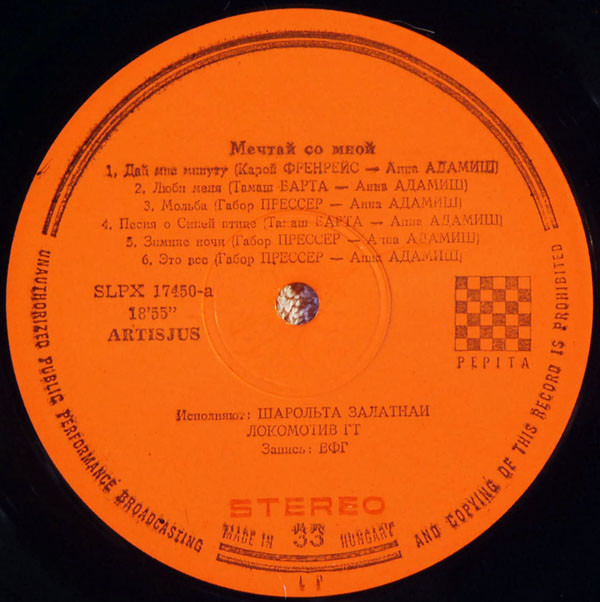 Мечтай со мной
1. Дай мне минуту (Карой ФРЕНРЕЙС — Анна АДАМИШ)
2. Люби меня (Тамаш БАРТА — Анна АДАМИШ)
3. Мольба (Габор ПРЕССЕР — Анна АДАМИШ)
4. Песня о Синей птице (Тамаш БАРТА — Анна АДАМИШ)
5. Зимние ночи (Габор ПРЕССЕР — Анна АДАМИШ)
6. Это все (Габор ПРЕССЕР — Анна АДАМИШ)
SLPX 17450-a
18'55"
ARTISJUS
PEPITA
Исполняют: ШАРОЛЬТА ЗАЛАТНАИ
ЛОКОМОТИВ ГТ
Запись: ВФГ
STEREO
MADE IN 33 HUNGARY
LP
UNAUTHORIZED PUBLIC PERFORMANCE BROADCASTING AND COPYING OF THIS RECORD IS PROHIBITED